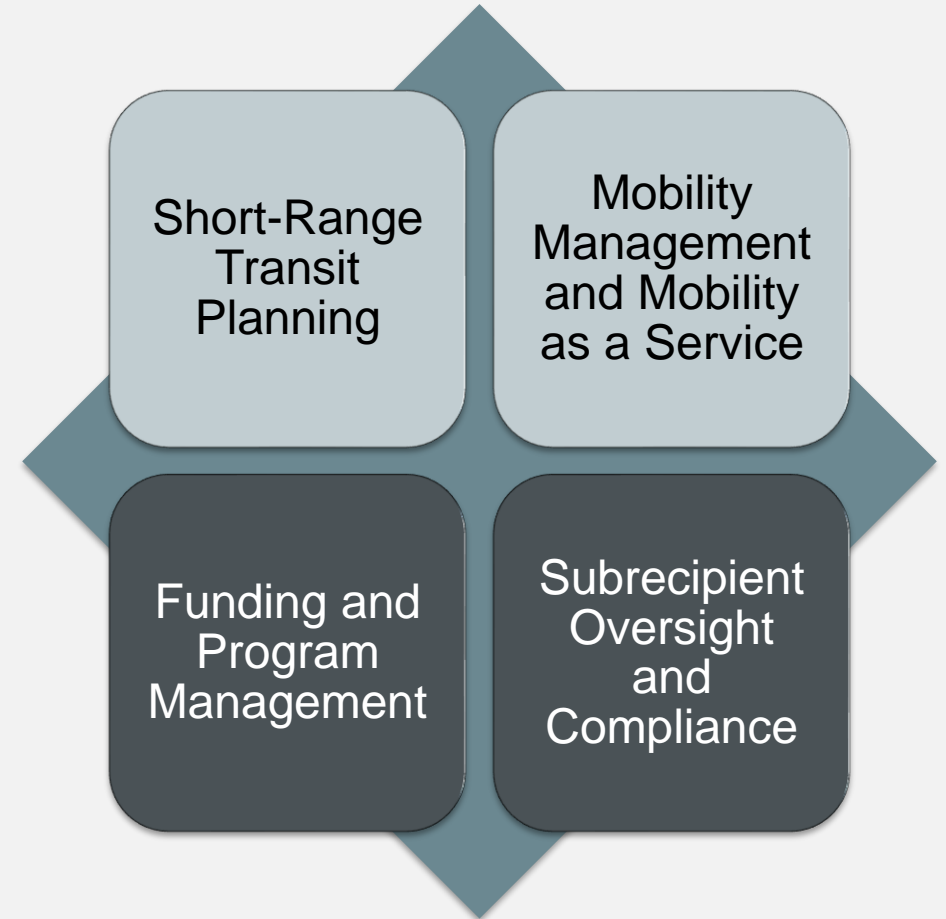 Short-Range
Transit
Planning
Mobility
Management
and Mobility
as a Service
Funding and
Program
Management
Subrecipient
Oversight
and
Compliance